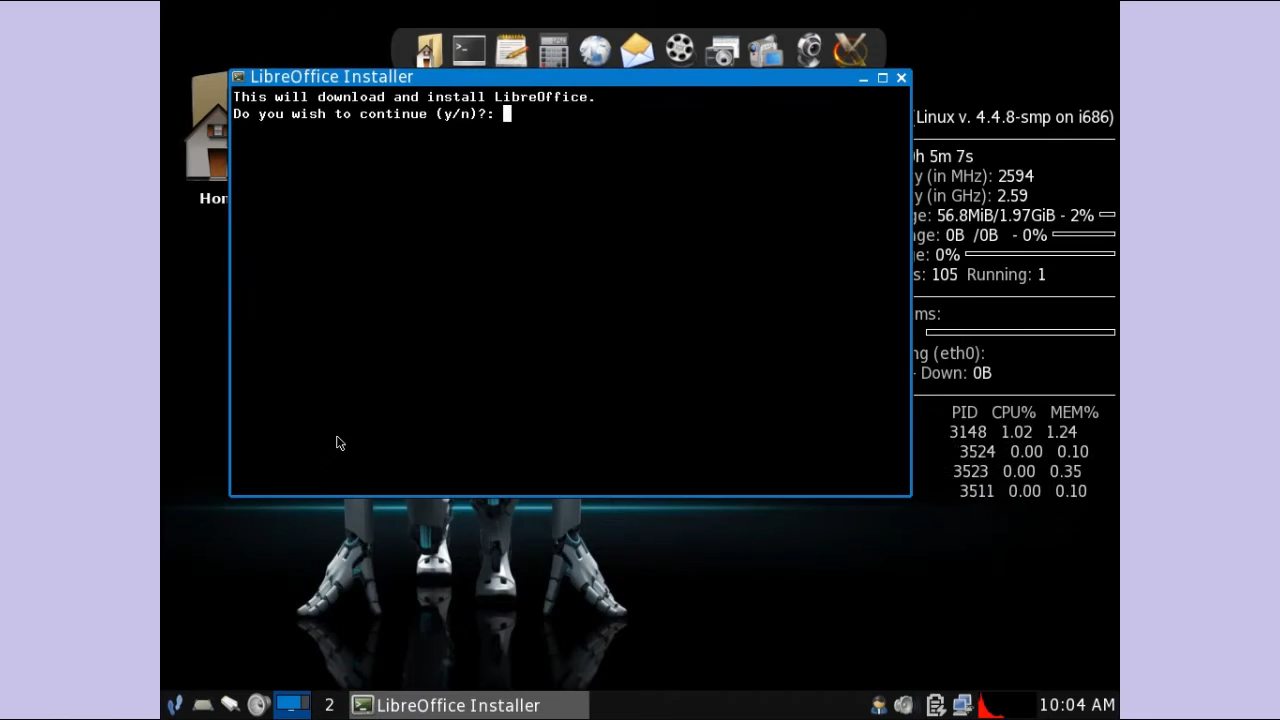 LibreOffice Installer
This will download and install LibreOffice.
Do you wish to continue (y/n)?:
Hor
(Linux v. 4.4.8-smp on i686)
h 5m 7s
y (in MHz): 2594
y (in GHz): 2.59
ge: 56.8MiB/1.97GiB - 2%
nge: 0B /0B - 0%
e: 0%
s: 105 Running: 1
ms:
ng (eth0):
- Down: 0B
PID CPU% MEM%
3148 1.02 1.24
3524 0.00 0.10
3523 0.00 0.35
3511 0.00 0.10
2 LibreOffice Installer 10:04 AM